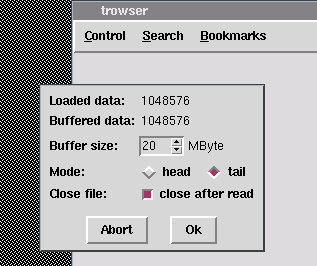 trowser
Control Search Bookmarks
Loaded data: 1048576
Buffered data: 1048576
Buffer size: 20 MByte
Mode: head tail
Close file: close after read
Abort Ok